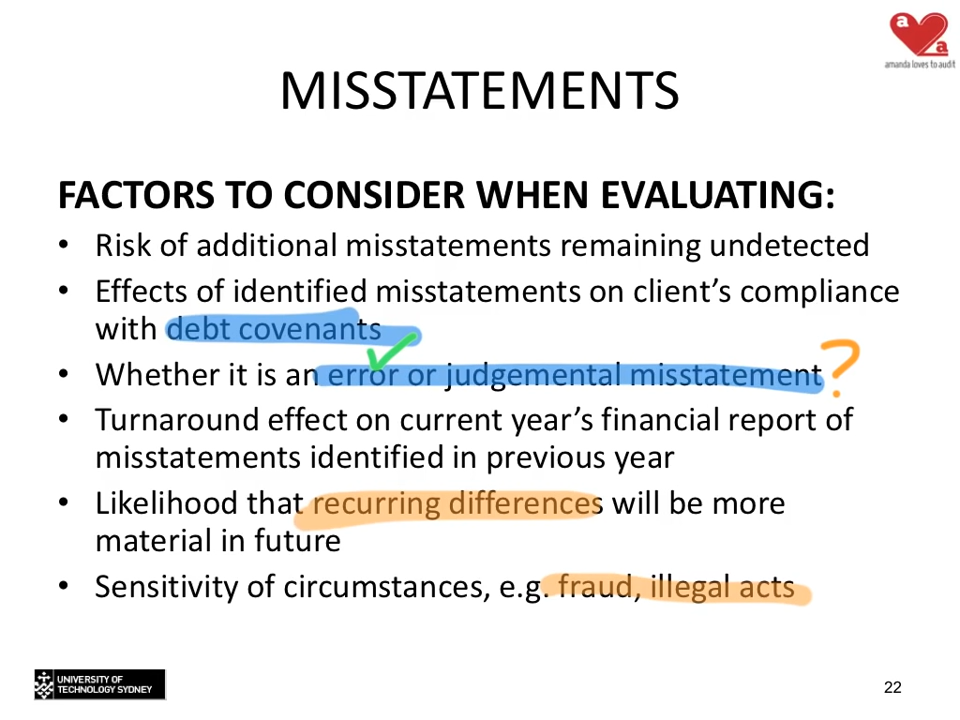 a
a
amanda loves to audit
MISSTATEMENTS
FACTORS TO CONSIDER WHEN EVALUATING:
• Risk of additional misstatements remaining undetected
• Effects of identified misstatements on client’s compliance
with debt covenants
• Whether it is an error or judgemental misstatement ?
• Turnaround effect on current year’s financial report of
misstatements identified in previous year
• Likelihood that recurring differences will be more
material in future
• Sensitivity of circumstances, e.g. fraud, illegal acts
UNIVERSITY OF
TECHNOLOGY SYDNEY
22